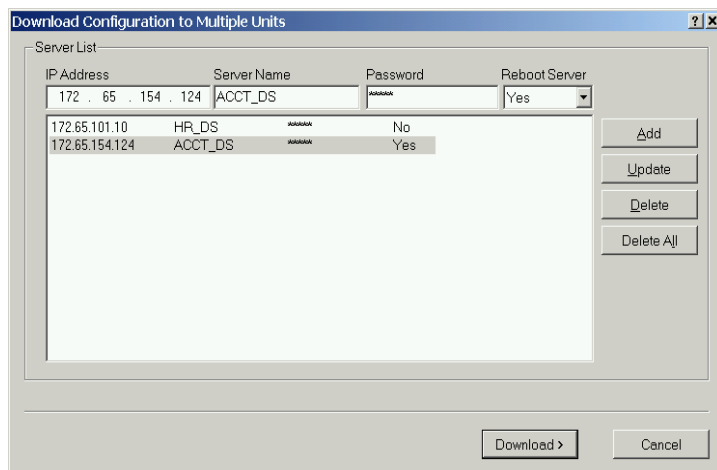 Download Configuration to Multiple Units ? x
Server List
IP Address Server Name Password Reboot Server
172 . 65 . 154 . 124 ACCT_DS ***** Yes
172.65.101.10 HR_DS ***** No
172.65.154.124 ACCT_DS ***** Yes
Add
Update
Delete
Delete All
Download > Cancel